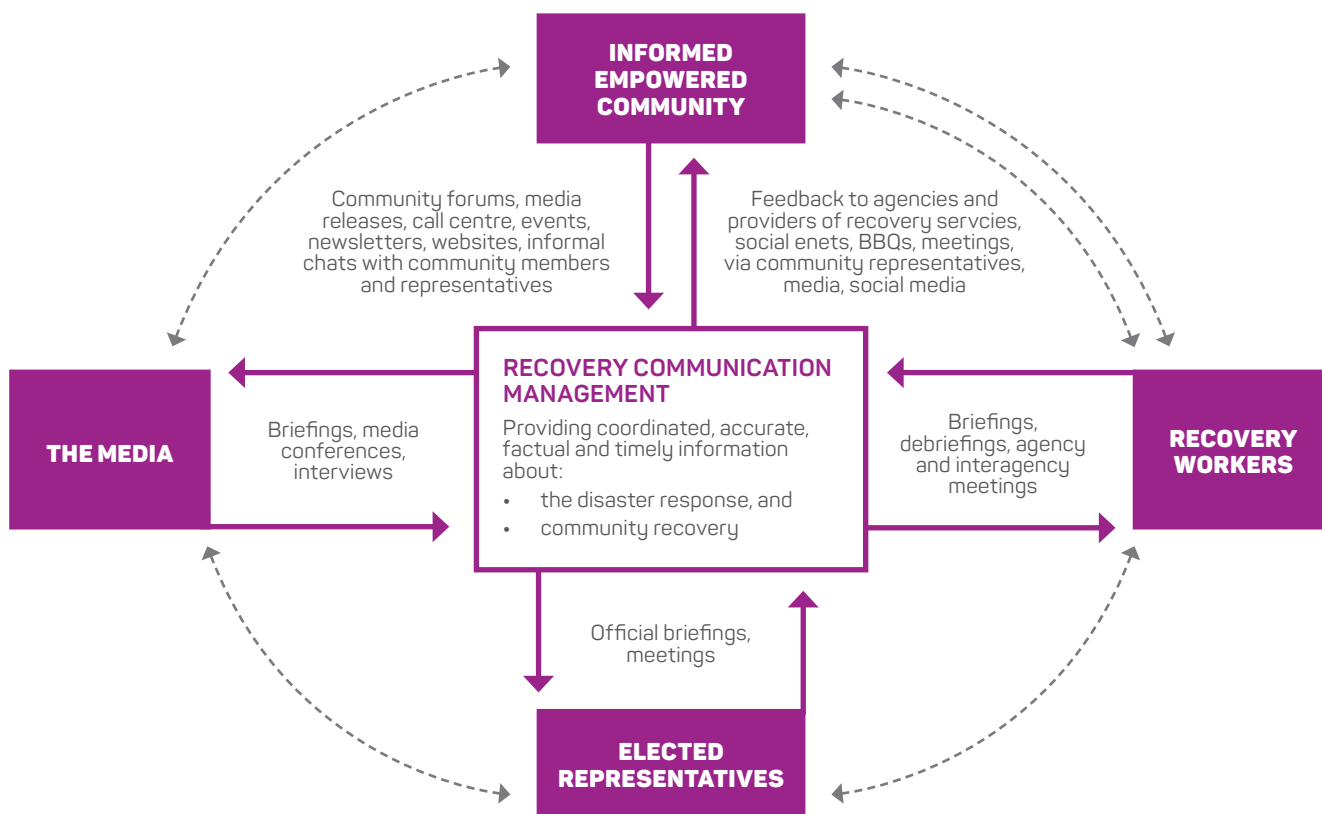 INFORMED
EMPOWERED
COMMUNITY
Community forums, media
releases, call centre, events,
newsletters, websites, informal
chats with community members
and representatives
Feedback to agencies and
providers of recovery servcies,
social enets, BBQs, meetings,
via community representatives,
media, social media
THE MEDIA
Briefings, media
conferences,
interviews
RECOVERY COMMUNICATION
MANAGEMENT
Providing coordinated, accurate,
factual and timely information
about:
• the disaster response, and
• community recovery
Briefings,
debriefings, agency
and interagency
meetings
RECOVERY
WORKERS
Official briefings,
meetings
ELECTED
REPRESENTATIVES